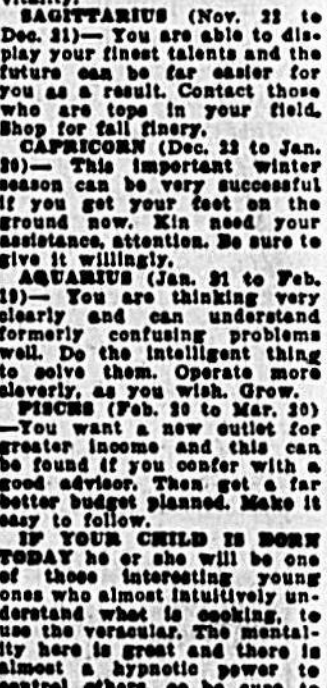 vitality.
SAGITTARIUS (Nov. 22 to
Dec. 21)— You are able to dis-
play your finest talents and the
future can be far easier for
you as a result. Contact those
who are tops in your field.
Shop for fall finery.
CAPRICORN (Dec. 22 to Jan.
20)— This important winter
season can be very successful
if you get your feet on the
ground now. Kin need your
assistance, attention. Be sure to
give it willingly.
AQUARIUS (Jan. 21 to Feb.
19)— You are thinking very
clearly and can understand
formerly confusing problems
well. Do the intelligent thing
to solve them. Operate more
cleverly, as you wish. Grow.
PISCES (Feb. 20 to Mar. 20)
—You want a new outlet for
greater income and this can
be found if you confer with a
good advisor. Then get a far
better budget planned. Make it
easy to follow.
IF YOUR CHILD IS BORN
TODAY he or she will be one
of those interesting young
ones who almost intuitively un-
derstand what is cooking, to
use the veracular. The mental-
ity here is great and there is
almost a hypnotic power to
control others, so be sure to